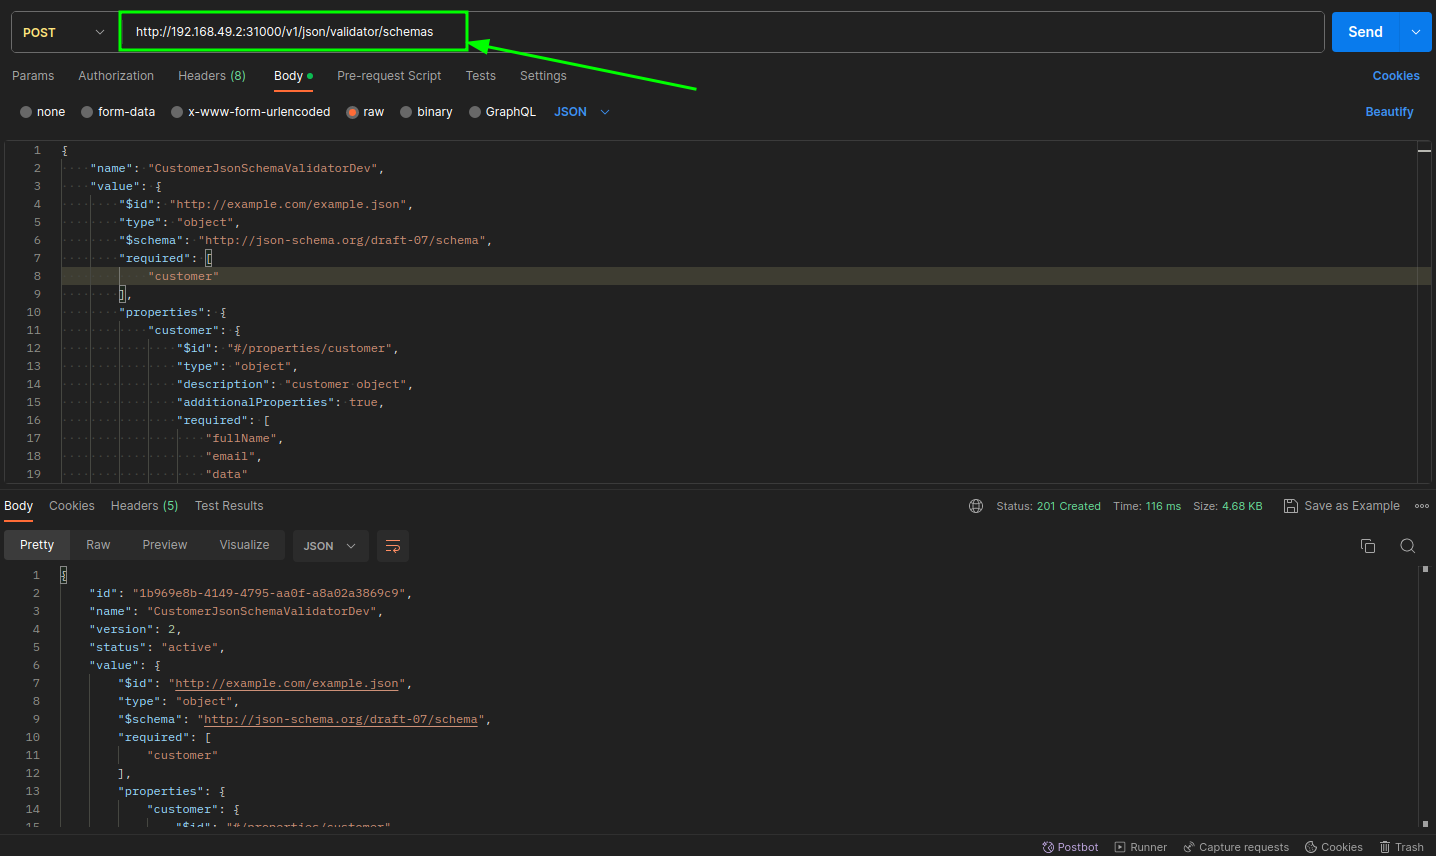 POST http://192.168.49.2:31000/v1/json/validator/schemas Send
Params Authorization Headers (8) Body Pre-request Script Tests Settings Cookies
none form-data x-www-form-urlencoded raw binary GraphQL JSON Beautify
1 {
2 "name": "CustomerJsonSchemaValidatorDev",
3 "value": {
4 "$id": "http://example.com/example.json",
5 "type": "object",
6 "$schema": "http://json-schema.org/draft-07/schema",
7 "required": [
8 "customer"
9 ],
10 "properties": {
11 "customer": {
12 "$id": "#/properties/customer",
13 "type": "object",
14 "description": "customer object",
15 "additionalProperties": true,
16 "required": [
17 "fullName",
18 "email",
19 "data"
Body Cookies Headers (5) Test Results Status: 201 Created Time: 116 ms Size: 4.68 KB Save as Example
Pretty Raw Preview Visualize JSON
1 {
2 "id": "1b969e8b-4149-4795-aa0f-a8a02a3869c9",
3 "name": "CustomerJsonSchemaValidatorDev",
4 "version": 2,
5 "status": "active",
6 "value": {
7 "$id": "http://example.com/example.json",
8 "type": "object",
9 "$schema": "http://json-schema.org/draft-07/schema",
10 "required": [
11 "customer"
12 ],
13 "properties": {
14 "customer": {
15 "$id": "#/properties/customer"
Postbot Runner Capture requests Cookies Trash